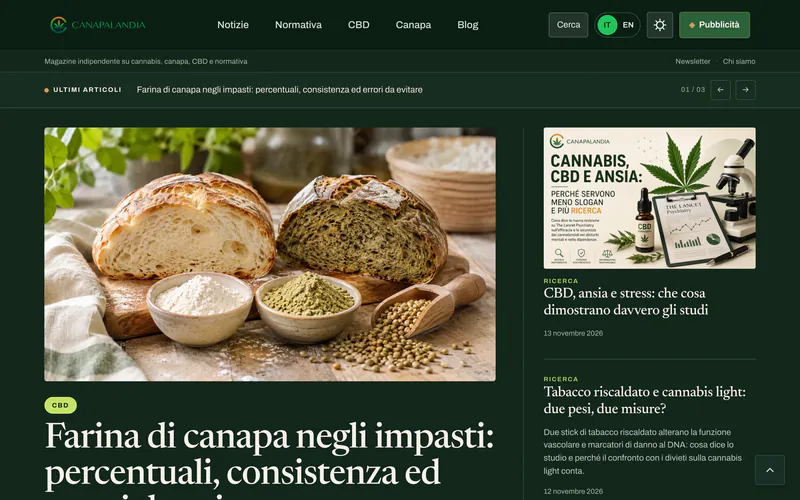 CANAPALANDIA
Notizie
Normativa
CBD
Canapa
Blog
Cerca
IT
EN
Pubblicità
Magazine indipendente su cannabis, canapa, CBD e normativa
Newsletter · Chi siamo
ULTIMI ARTICOLI
Farina di canapa negli impasti: percentuali, consistenza ed errori da evitare
01 / 03
CANAPALANDIA
CANNABIS,
CBD E ANSIA:
PERCHÉ SERVONO
MENO SLOGAN
E PIÙ RICERCA
THE LANCET
Psychiatry
CBD
RICERCA
CBD, ansia e stress: che cosa
dimostrano davvero gli studi
13 novembre 2026
RICERCA
Tabacco riscaldato e cannabis light:
due pesi, due misure?
Due stick di tabacco riscaldato alterano la funzione
vascolare e marcatori di danno al DNA: cosa dice lo
studio e perché il confronto con i divieti sulla cannabis
light conta.
12 novembre 2026
CBD
Farina di canapa negli impasti:
percentuali, consistenza ed